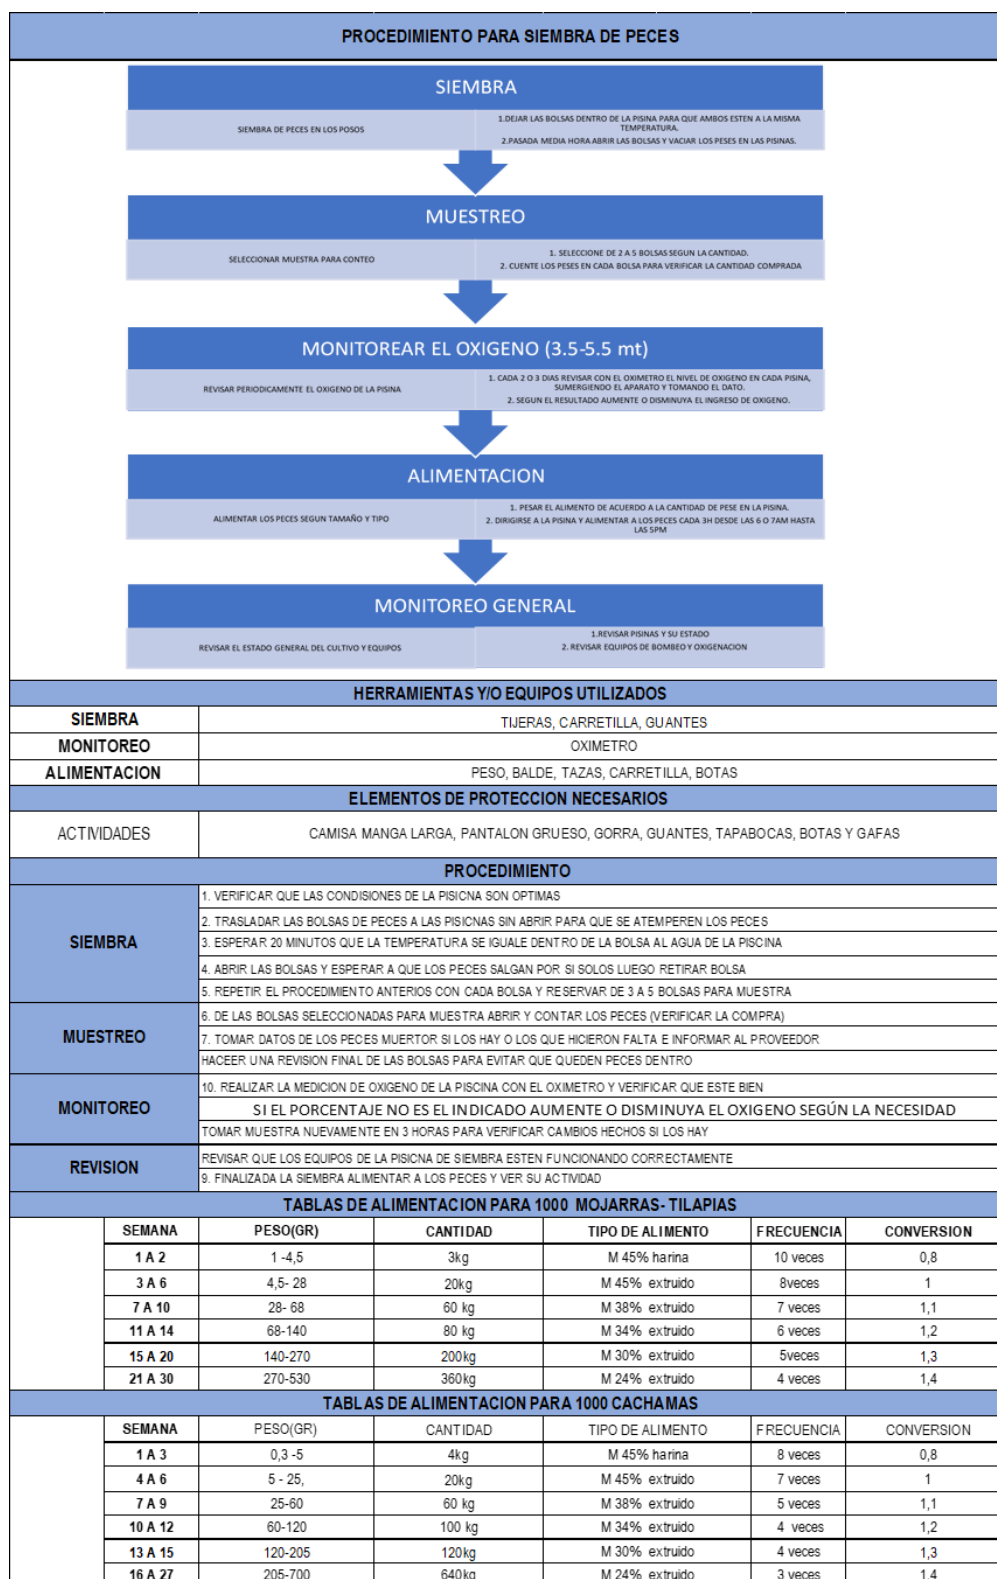 PROCEDIMIENTO PARA SIEMBRA DE PECES
SIEMBRA
SIEMBRA DE PECES EN LOS POSOS
1.DEJAR LAS BOLSAS DENTRO DE LA PISINA PARA QUE AMBOS ESTEN A LA MISMA
TEMPERATURA.
2.PASADA MEDIA HORA ABRIR LAS BOLSAS Y VACIAR LOS PESES EN LAS PISINAS.
MUESTREO
SELECCIONAR MUESTRA PARA CONTEO
1. SELECCIONE DE 2 A 5 BOLSAS SEGUN LA CANTIDAD.
2. CUENTE LOS PESES EN CADA BOLSA PARA VERIFICAR LA CANTIDAD COMPRADA
MONITOREAR EL OXIGENO (3.5-5.5 mt)
REVISAR PERIODICAMENTE EL OXIGENO DE LA PISINA
1. CADA 2 O 3 DIAS REVISAR CON EL OXIMETRO EL NIVEL DE OXIGENO EN CADA PISINA,
SUMERGIENDO EL APARATO Y TOMANDO EL DATO.
2. SEGUN EL RESULTADO AUMENTE O DISMINUYA EL INGRESO DE OXIGENO.
ALIMENTACION
ALIMENTAR LOS PECES SEGUN TAMAÑO Y TIPO
1. PESAR EL ALIMENTO DE ACUERDO A LA CANTIDAD DE PESE EN LA PISINA.
2. DIRIGIRSE A LA PISINA Y ALIMENTAR A LOS PECES CADA 3H DESDE LAS 6 O 7AM HASTA
LAS 5PM
MONITOREO GENERAL
REVISAR EL ESTADO GENERAL DEL CULTIVO Y EQUIPOS
1.REVISAR PISINAS Y SU ESTADO
2. REVISAR EQUIPOS DE BOMBEO Y OXIGENACION
HERRAMIENTAS Y/O EQUIPOS UTILIZADOS
SIEMBRA TIJERAS, CARRETILLA, GUANTES
MONITOREO OXIMETRO
ALIMENTACION PESO, BALDE, TAZAS, CARRETILLA, BOTAS
ELEMENTOS DE PROTECCION NECESARIOS
ACTIVIDADES CAMISA MANGA LARGA, PANTALON GRUESO, GORRA, GUANTES, TAPABOCAS, BOTAS Y GAFAS
PROCEDIMIENTO
SIEMBRA
1. VERIFICAR QUE LAS CONDISIONES DE LA PISICNA SON OPTIMAS
2. TRASLADAR LAS BOLSAS DE PECES A LAS PISICNAS SIN ABRIR PARA QUE SE ATEMPEREN LOS PECES
3. ESPERAR 20 MINUTOS QUE LA TEMPERATURA SE IGUALE DENTRO DE LA BOLSA AL AGUA DE LA PISCINA
4. ABRIR LAS BOLSAS Y ESPERAR A QUE LOS PECES SALGAN POR SI SOLOS LUEGO RETIRAR BOLSA
5. REPETIR EL PROCEDIMIENTO ANTERIOS CON CADA BOLSA Y RESERVAR DE 3 A 5 BOLSAS PARA MUESTRA
MUESTREO
6. DE LAS BOLSAS SELECCIONADAS PARA MUESTRA ABRIR Y CONTAR LOS PECES (VERIFICAR LA COMPRA)
7. TOMAR DATOS DE LOS PECES MUERTOR SI LOS HAY O LOS QUE HICIERON FALTA E INFORMAR AL PROVEEDOR
HACEER UNA REVISION FINAL DE LAS BOLSAS PARA EVITAR QUE QUEDEN PECES DENTRO
MONITOREO
10. REALIZAR LA MEDICION DE OXIGENO DE LA PISCINA CON EL OXIMETRO Y VERIFICAR QUE ESTE BIEN
SI EL PORCENTAJE NO ES EL INDICADO AUMENTE O DISMINUYA EL OXIGENO SEGÚN LA NECESIDAD
TOMAR MUESTRA NUEVAMENTE EN 3 HORAS PARA VERIFICAR CAMBIOS HECHOS SI LOS HAY
REVISION
REVISAR QUE LOS EQUIPOS DE LA PISICNA DE SIEMBRA ESTEN FUNCIONANDO CORRECTAMENTE
9. FINALIZADA LA SIEMBRA ALIMENTAR A LOS PECES Y VER SU ACTIVIDAD
TABLAS DE ALIMENTACION PARA 1000 MOJARRAS- TILAPIAS
SEMANA PESO(GR) CANTIDAD TIPO DE ALIMENTO FRECUENCIA CONVERSION
1 A 2 1 -4,5 3kg M 45% harina 10 veces 0,8
3 A 6 4,5- 28 20kg M 45% extruido 8veces 1
7 A 10 28- 68 60 kg M 38% extruido 7 veces 1,1
11 A 14 68-140 80 kg M 34% extruido 6 veces 1,2
15 A 20 140-270 200kg M 30% extruido 5veces 1,3
21 A 30 270-530 360kg M 24% extruido 4 veces 1,4
TABLAS DE ALIMENTACION PARA 1000 CACHAMAS
SEMANA PESO(GR) CANTIDAD TIPO DE ALIMENTO FRECUENCIA CONVERSION
1 A 3 0,3 -5 4kg M 45% harina 8 veces 0,8
4 A 6 5 - 25, 20kg M 45% extruido 7 veces 1
7 A 9 25-60 60 kg M 38% extruido 5 veces 1,1
10 A 12 60-120 100 kg M 34% extruido 4 veces 1,2
13 A 15 120-205 120kg M 30% extruido 4 veces 1,3
16 A 27 205-700 640kg M 24% extruido 3 veces 1,4